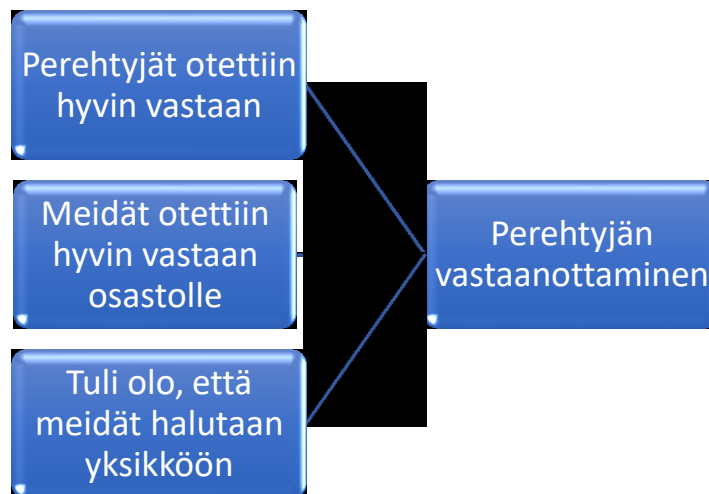 Perehtyjät otettiin
hyvin vastaan
Meidät otettiin
hyvin vastaan
osastolle
Tuli olo, että
meidät halutaan
yksikköön
Perehtyjän
vastaanottaminen